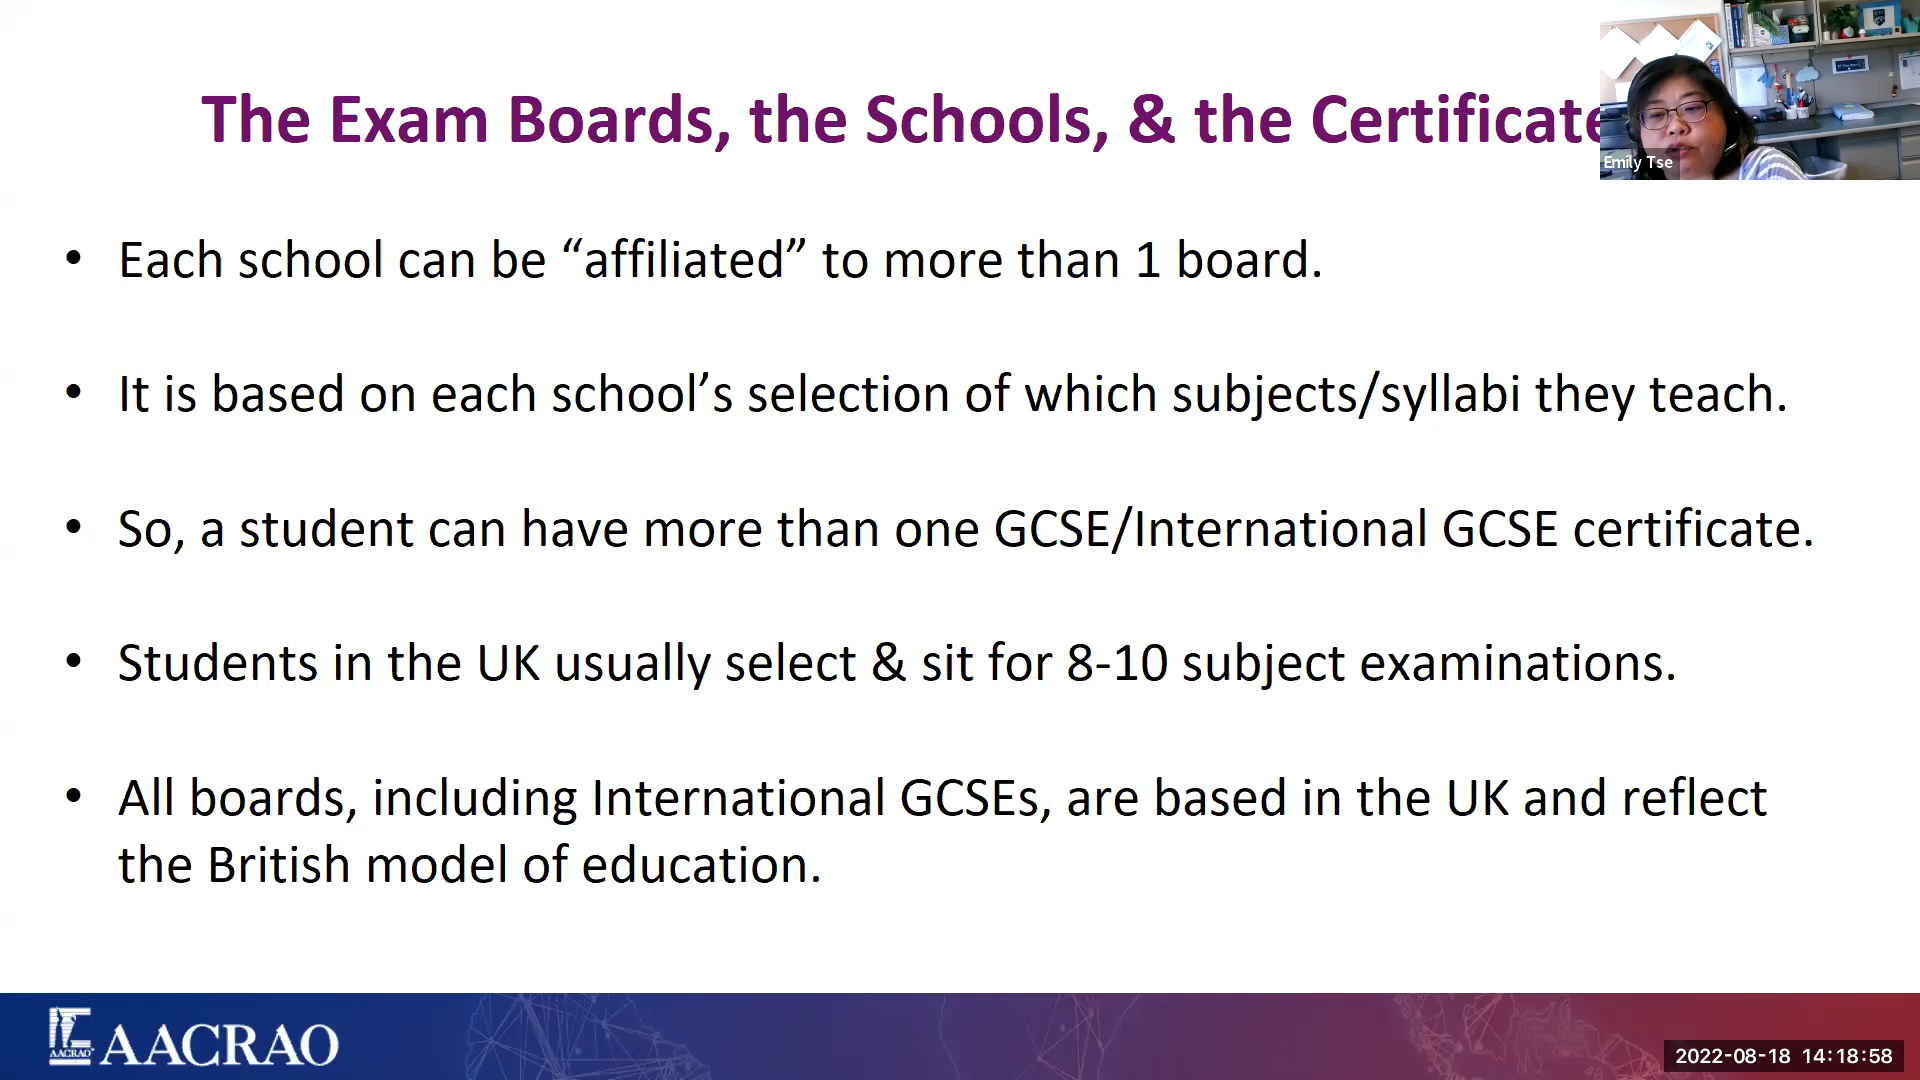 The Exam Boards, the Schools, & the Certificate
Emily Tse
• Each school can be “affiliated” to more than 1 board.
• It is based on each school’s selection of which subjects/syllabi they teach.
• So, a student can have more than one GCSE/International GCSE certificate.
• Students in the UK usually select & sit for 8-10 subject examinations.
• All boards, including International GCSEs, are based in the UK and reflect
the British model of education.
AACRAO
AACRAO
2022-08-18 14:18:58